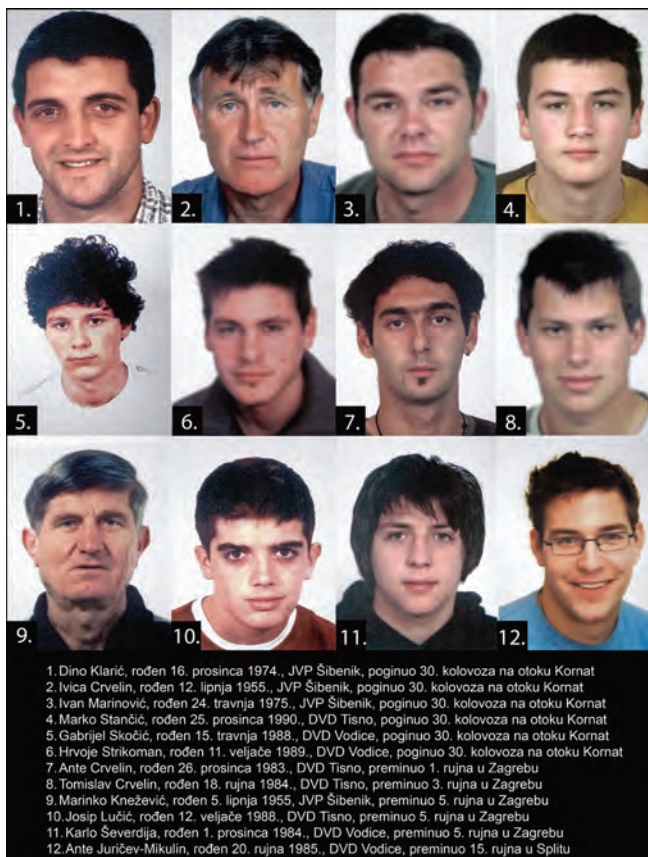 1.
2.
3.
4.
5.
6.
7.
8.
9.
10.
11.
12.
1. Dino Klarić, rođen 16. prosinca 1974., JVP Šibenik, poginuo 30. kolovoza na otoku Kornat
2. Ivica Crvelin, rođen 12. lipnja 1955., JVP Šibenik, poginuo 30. kolovoza na otoku Kornat
3. Ivan Marinović, rođen 24. travnja 1975., JVP Šibenik, poginuo 30. kolovoza na otoku Kornat
4. Marko Stančić, rođen 25. prosinca 1990., DVD Tisno, poginuo 30. kolovoza na otoku Kornat
5. Gabrijel Skočić, rođen 15. travnja 1988., DVD Vodice, poginuo 30. kolovoza na otoku Kornat
6. Hrvoje Strikoman, rođen 11. veljače 1989., DVD Vodice, poginuo 30. kolovoza na otoku Kornat
7. Ante Crvelin, rođen 26. prosinca 1983., DVD Tisno, preminuo 1. rujna u Zagrebu
8. Tomislav Crvelin, rođen 18. rujna 1984., DVD Tisno, preminuo 3. rujna u Zagrebu
9. Marinko Knežević, rođen 5. lipnja 1955, JVP Šibenik, preminuo 5. rujna u Zagrebu
10. Josip Lučić, rođen 12. veljače 1988., DVD Tisno, preminuo 5. rujna u Zagrebu
11. Karlo Ševerdija, rođen 1. prosinca 1984., DVD Vodice, preminuo 5. rujna u Zagrebu
12. Ante Juričev-Mikulin, rođen 20. rujna 1985., DVD Vodice, preminuo 15. rujna u Splitu